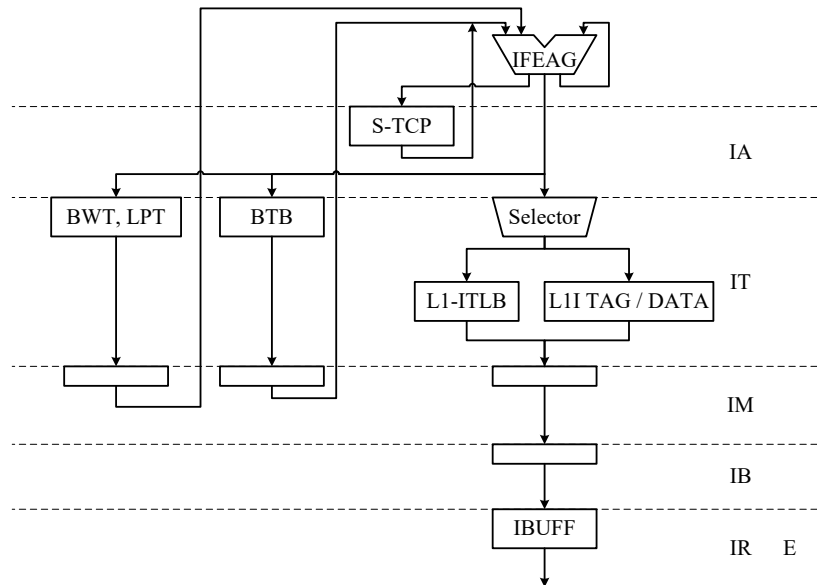 IFEAG
S-TCP
IA
BWT, LPT
BTB
Selector
L1-ITLB
L1I TAG / DATA
IT
IM
IB
IBUFF
IR E